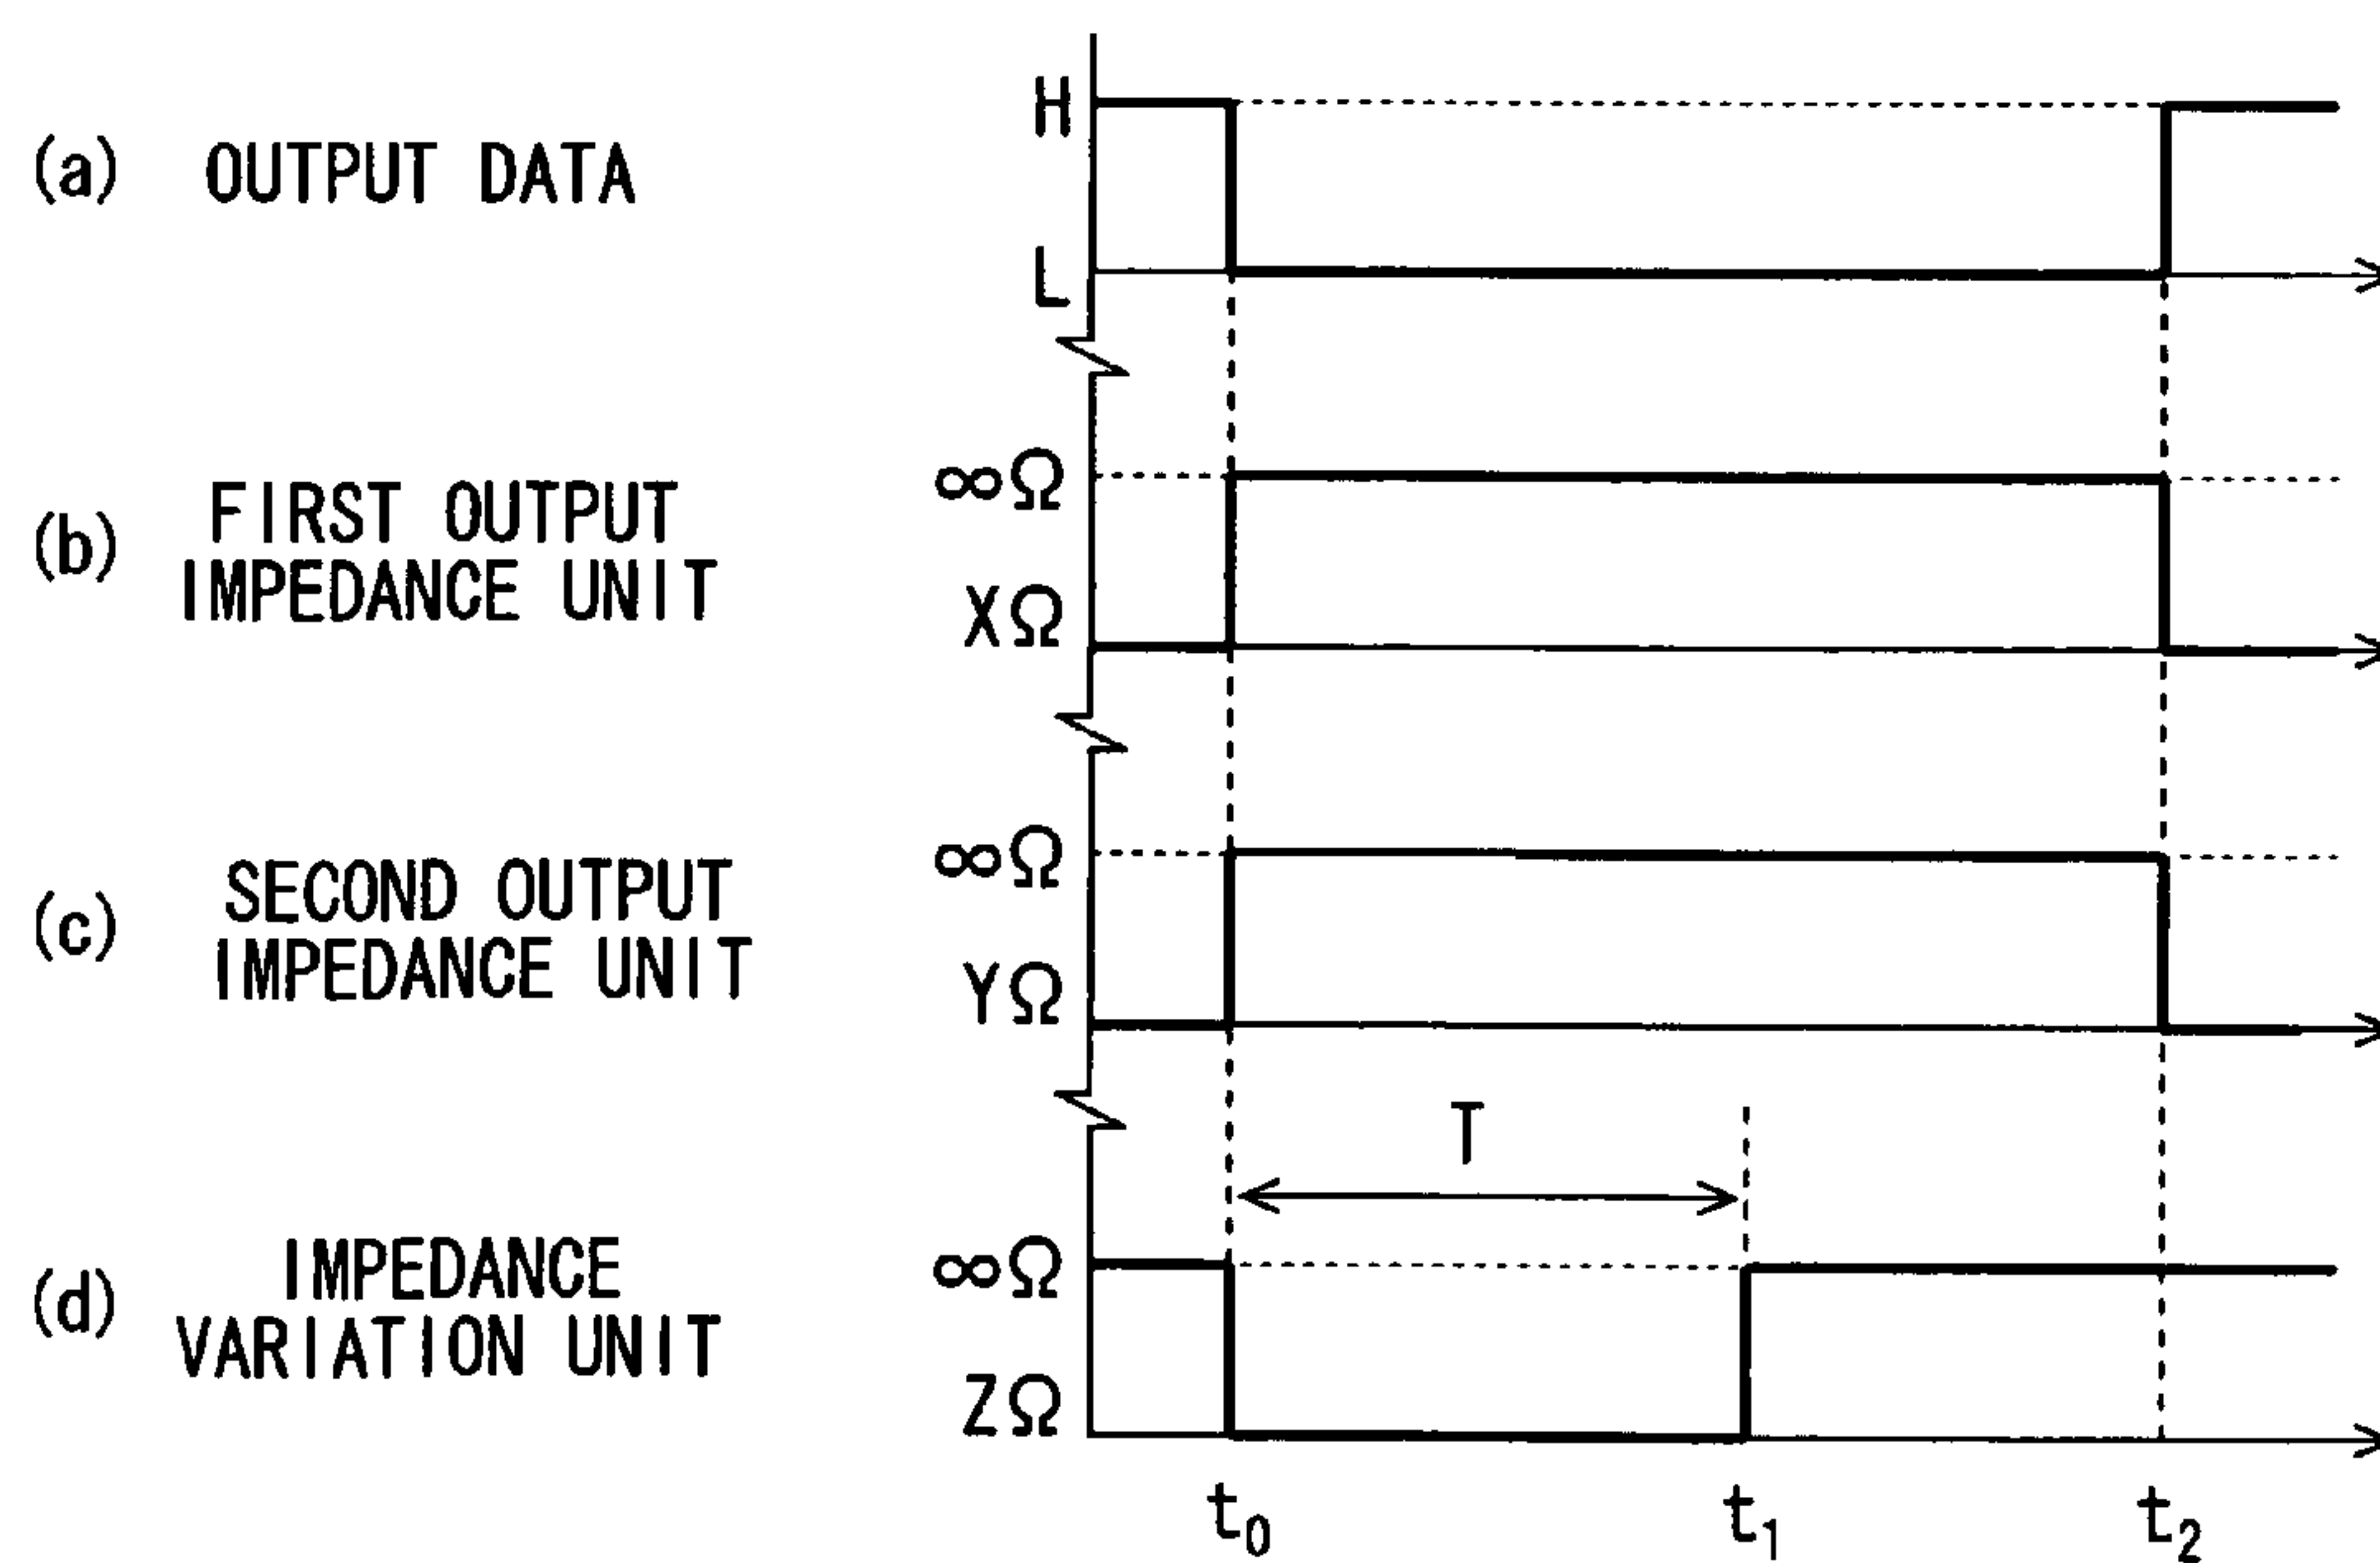 (a) OUTPUT DATA
H
L
(b) FIRST OUTPUT
IMPEDANCE UNIT
∞Ω
XΩ
(c) SECOND OUTPUT
IMPEDANCE UNIT
∞Ω
YΩ
T
(d) IMPEDANCE
VARIATION UNIT
∞Ω
ZΩ
t₀ t₁ t₂